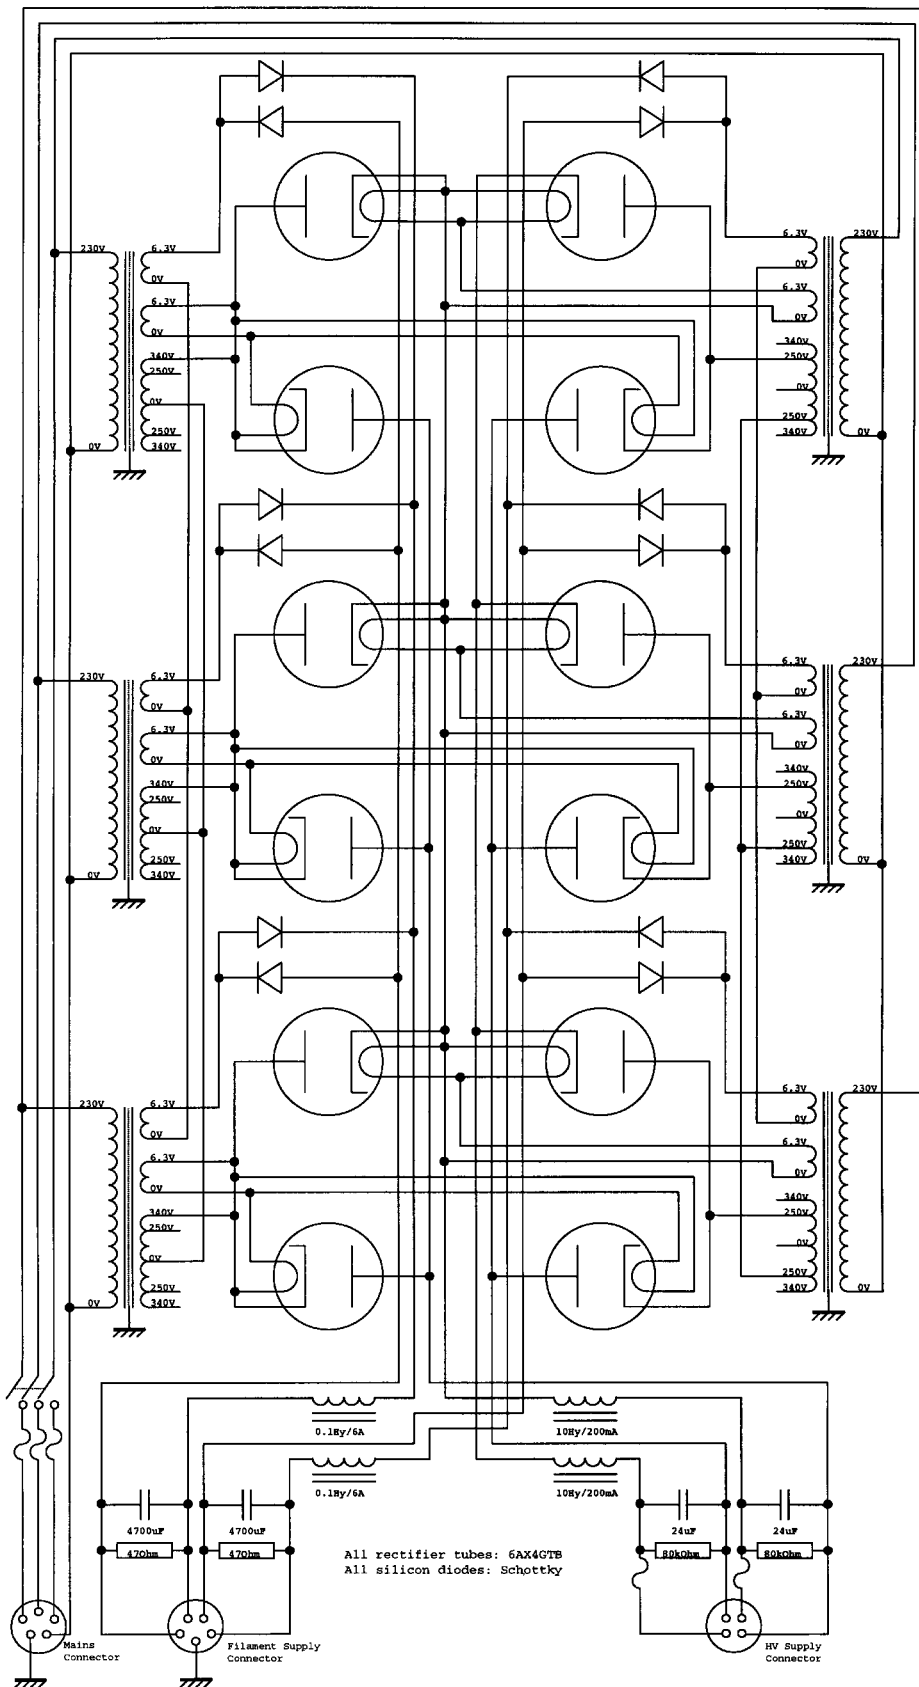 6.3V
6.3V
230V
6.3V
230V
0V
0V
6.3V
6.3V
0V
0V
340V
340V
250V
250V
0V
0V
250V
250V
340V
340V
0V
0V
6.3V
230V
230V
6.3V
0V
0V
6.3V
6.3V
0V
0V
340V
340V
250V
250V
0V
0V
250V
250V
340V
340V
0V
0V
6.3V
230V
230V
6.3V
0V
0V
6.3V
6.3V
0V
0V
340V
340V
250V
250V
0V
0V
250V
250V
340V
340V
0V
0V
0.1Hy/6A
10Hy/200mA
0.1Hy/6A
10Hy/200mA
4700uF
4700uF
24uF
24uF
47Ohm
47Ohm
80kOhm
80kOhm
All rectifier tubes: 6AX4GTB
All silicon diodes: Schottky
Mains
Connector
Filament Supply
Connector
HV Supply
Connector